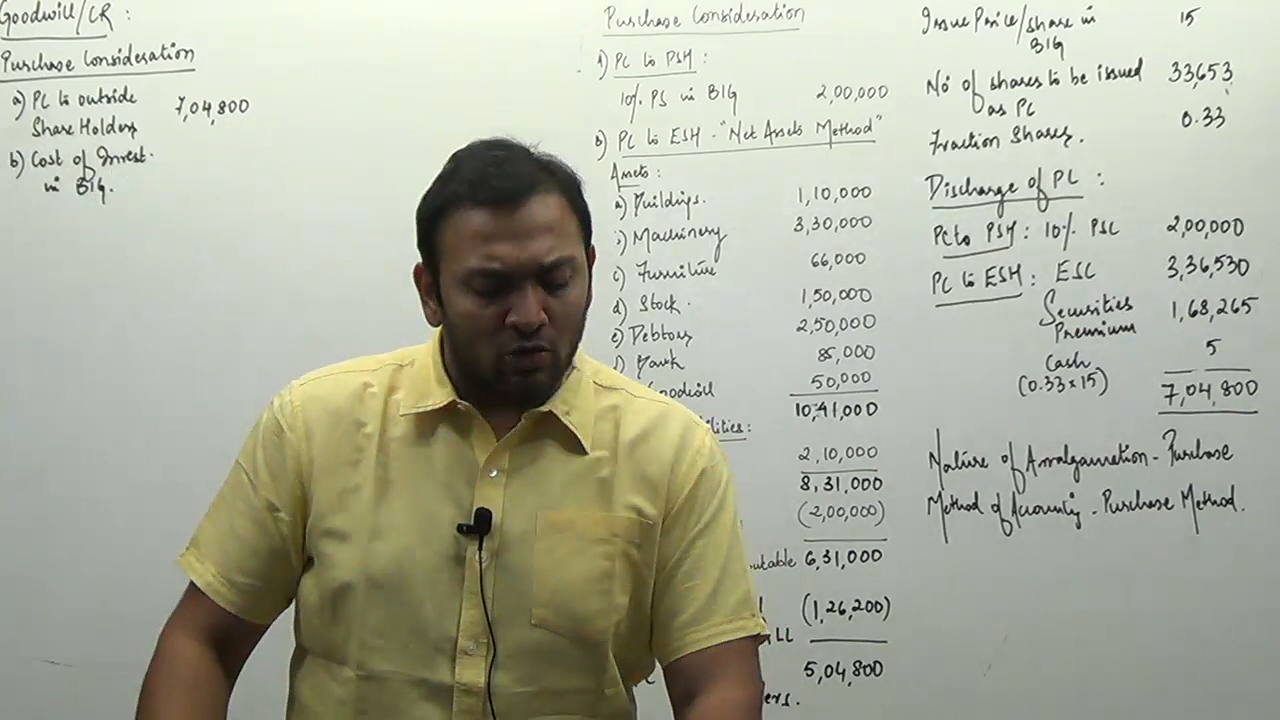 Goodwill/CR :
Purchase Consideration
a) PC to outside 7,04,800
Share Holders
b) Cost of Invest.
in BIG.
Purchase Consideration
1) PC to PSH :
10% PS in BIG 2,00,000
PC to ESH - "Net Assets Method"
Assets :
a) Buildings. 1,10,000
Machinery 3,30,000
c) Furniture 66,000
d) Stock. 1,50,000
e) Debtors 2,50,000
f) Bank 85,000
Goodwill 50,000
10,41,000
ilities :
2,10,000
8,31,000
(2,00,000)
utable 6,31,000
(1,26,200)
LL
5,04,800
ers.
Issue Price/share in 15
BIG
No of shares to be issued 33,653
as PC
Fraction Shares. 0.33
Discharge of PC :
PC to PSH : 10% PSC 2,00,000
PC to ESH : ESC 3,36,530
Securities 1,68,265
Premium
Cash 5
(0.33 x 15) 7,04,800
Nature of Amalgamation - Purchase
Method of Accounting - Purchase Method.